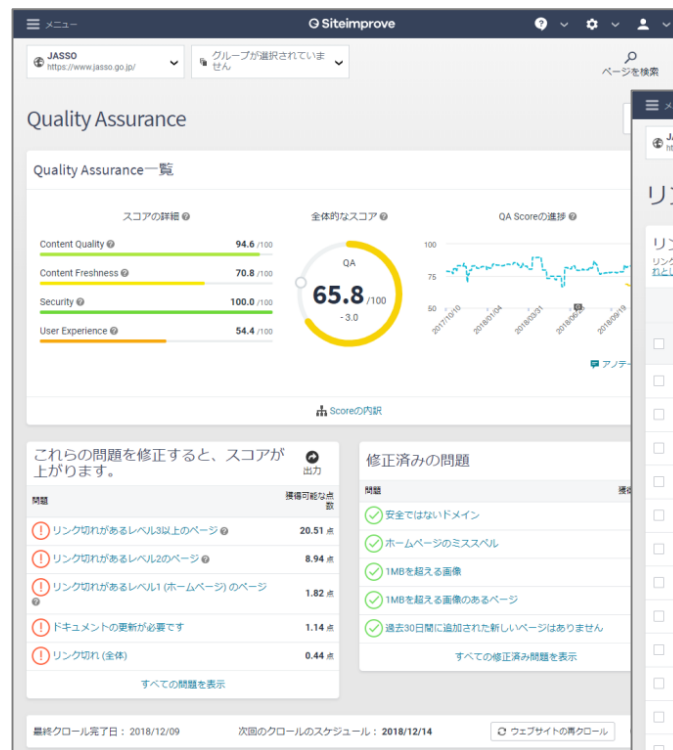 メニュー
Siteimprove
JASSO
https://www.jasso.go.jp/
グループが選択されていま
せん
ページを検索
Quality Assurance
Quality Assurance一覧
スコアの詳細
全体的なスコア
QA Scoreの進捗
Content Quality
94.6 /100
Content Freshness
70.8 /100
Security
100.0 /100
User Experience
54.4 /100
QA
65.8 /100
- 3.0
100
75
50
2017/10/10
2018/01/04
2018/03/31
2018/09/19
アノテー
Scoreの内訳
これらの問題を修正すると、スコアが
上がります。
出力
問題
獲得可能な点
数
リンク切れがあるレベル3以上のページ
20.51 点
リンク切れがあるレベル2のページ
8.94 点
リンク切れがあるレベル1 (ホームページ) のページ
1.82 点
ドキュメントの更新が必要です
1.14 点
リンク切れ (全体)
0.44 点
すべての問題を表示
修正済みの問題
問題
獲
安全ではないドメイン
ホームページのミススペル
1MBを超える画像
1MBを超える画像のあるページ
過去30日間に追加された新しいページはありません
すべての修正済み問題を表示
最終クロール完了日： 2018/12/09
次回のクロールのスケジュール： 2018/12/14
ウェブサイトの再クロール
リン
リン
リンク
れとし